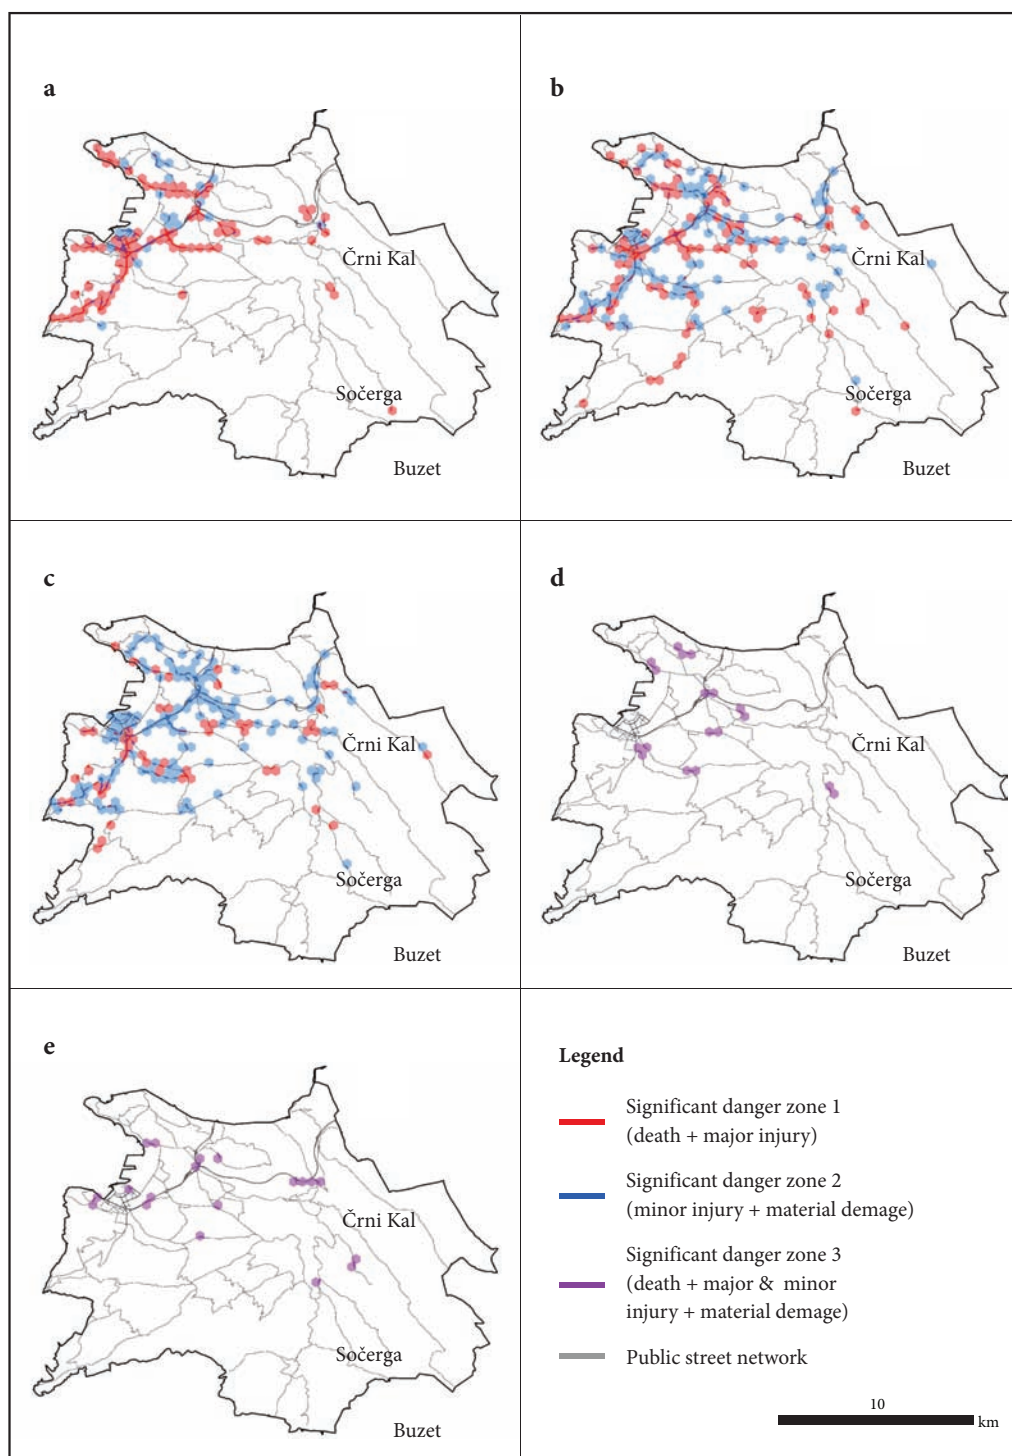 a
Črni Kal
Sočerga
Buzet
b
Črni Kal
Sočerga
Buzet
c
Črni Kal
Sočerga
Buzet
d
Črni Kal
Sočerga
Buzet
e
Črni Kal
Sočerga
Buzet
Legend
Significant danger zone 1
(death + major injury)
Significant danger zone 2
(minor injury + material demage)
Significant danger zone 3
(death + major & minor
injury + material demage)
Public street network
10
km